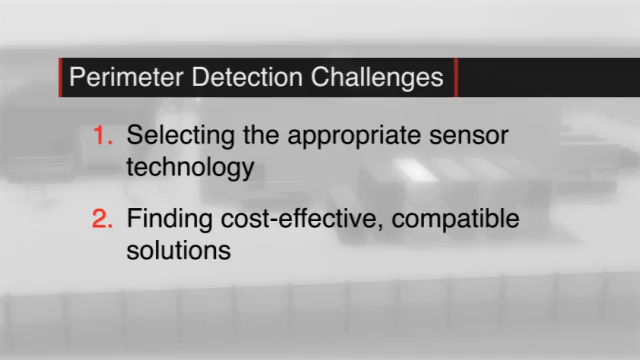 Perimeter Detection Challenges
1. Selecting the appropriate sensor
technology
2. Finding cost-effective, compatible
solutions